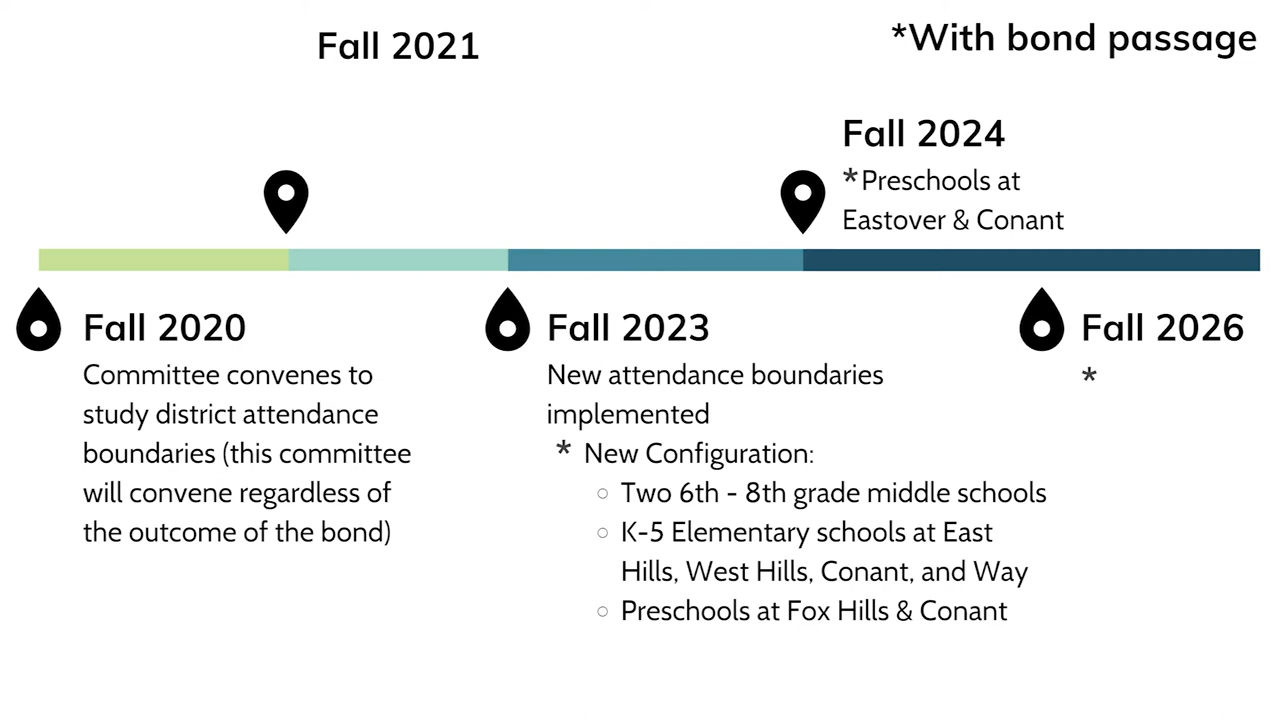 Fall 2021
*With bond passage
Fall 2024
*Preschools at
Eastover & Conant
Fall 2020
Committee convenes to
study district attendance
boundaries (this committee
will convene regardless of
the outcome of the bond)
Fall 2023
New attendance boundaries
implemented
* New Configuration:
○ Two 6th - 8th grade middle schools
○ K-5 Elementary schools at East
Hills, West Hills, Conant, and Way
○ Preschools at Fox Hills & Conant
Fall 2026
*